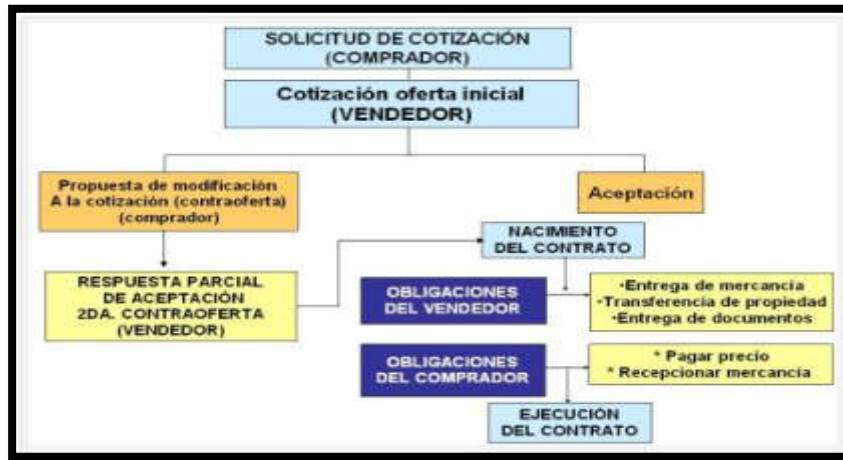 SOLICITUD DE COTIZACIÓN
(COMPRADOR)
Cotización oferta inicial
(VENDEDOR)
Propuesta de modificación
A la cotización (contraoferta)
(comprador)
Aceptación
RESPUESTA PARCIAL
DE ACEPTACIÓN
2DA. CONTRAOFERTA
(VENDEDOR)
NACIMIENTO
DEL CONTRATO
OBLIGACIONES
DEL VENDEDOR
•Entrega de mercancía
•Transferencia de propiedad
•Entrega de documentos
OBLIGACIONES
DEL COMPRADOR
* Pagar precio
* Recepcionar mercancía
EJECUCIÓN
DEL CONTRATO